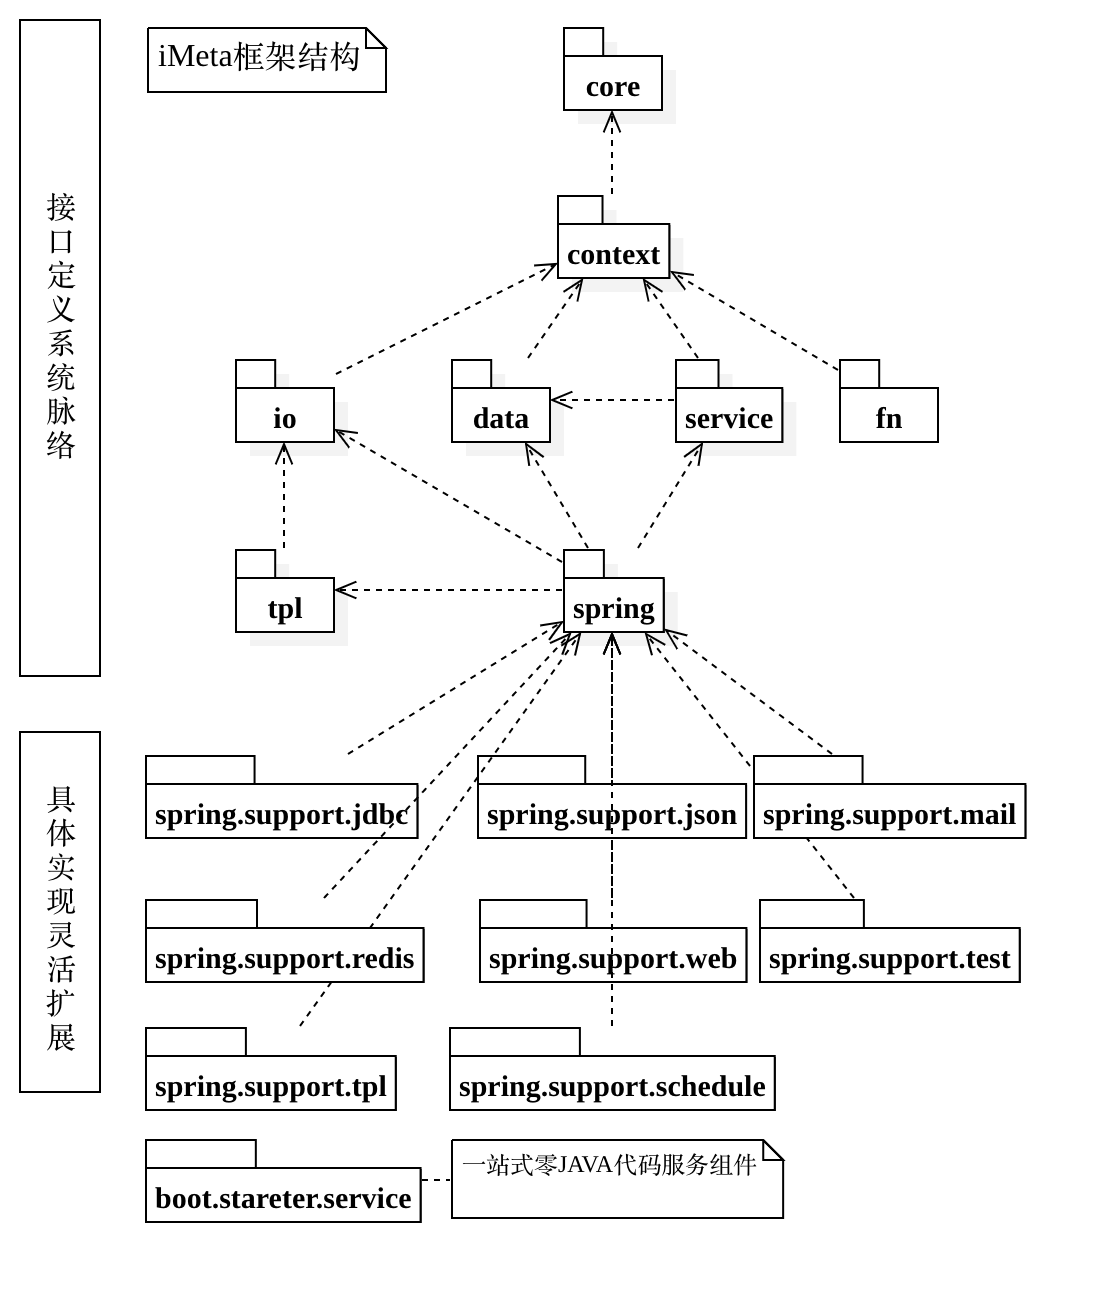 iMeta框架结构
core
接口定义系统脉络
context
io
data
service
fn
tpl
spring
具体实现灵活扩展
spring.support.jdbc
spring.support.json
spring.support.mail
spring.support.redis
spring.support.web
spring.support.test
spring.support.tpl
spring.support.schedule
boot.stareter.service
一站式零JAVA代码服务组件